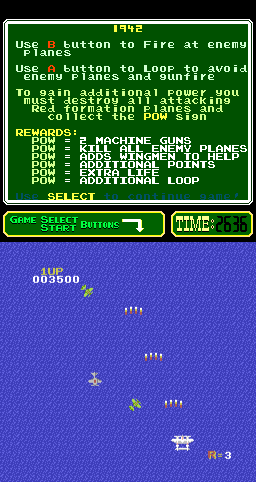 1942
Use B button to Fire at enemy
planes
Use A button to Loop to avoid
enemy planes and gunfire
To gain additional power you
must destroy all attacking
Red formation planes and
collect the POW sign
REWARDS:
POW = 2 MACHINE GUNS
POW = KILL ALL ENEMY PLANES
POW = ADDS WINGMEN TO HELP
POW = ADDITIONAL POINTS
POW = EXTRA LIFE
POW = ADDITIONAL LOOP
SELECT
GAME SELECT
START BUTTONS
TIME: 2636
1UP
003500
R=3